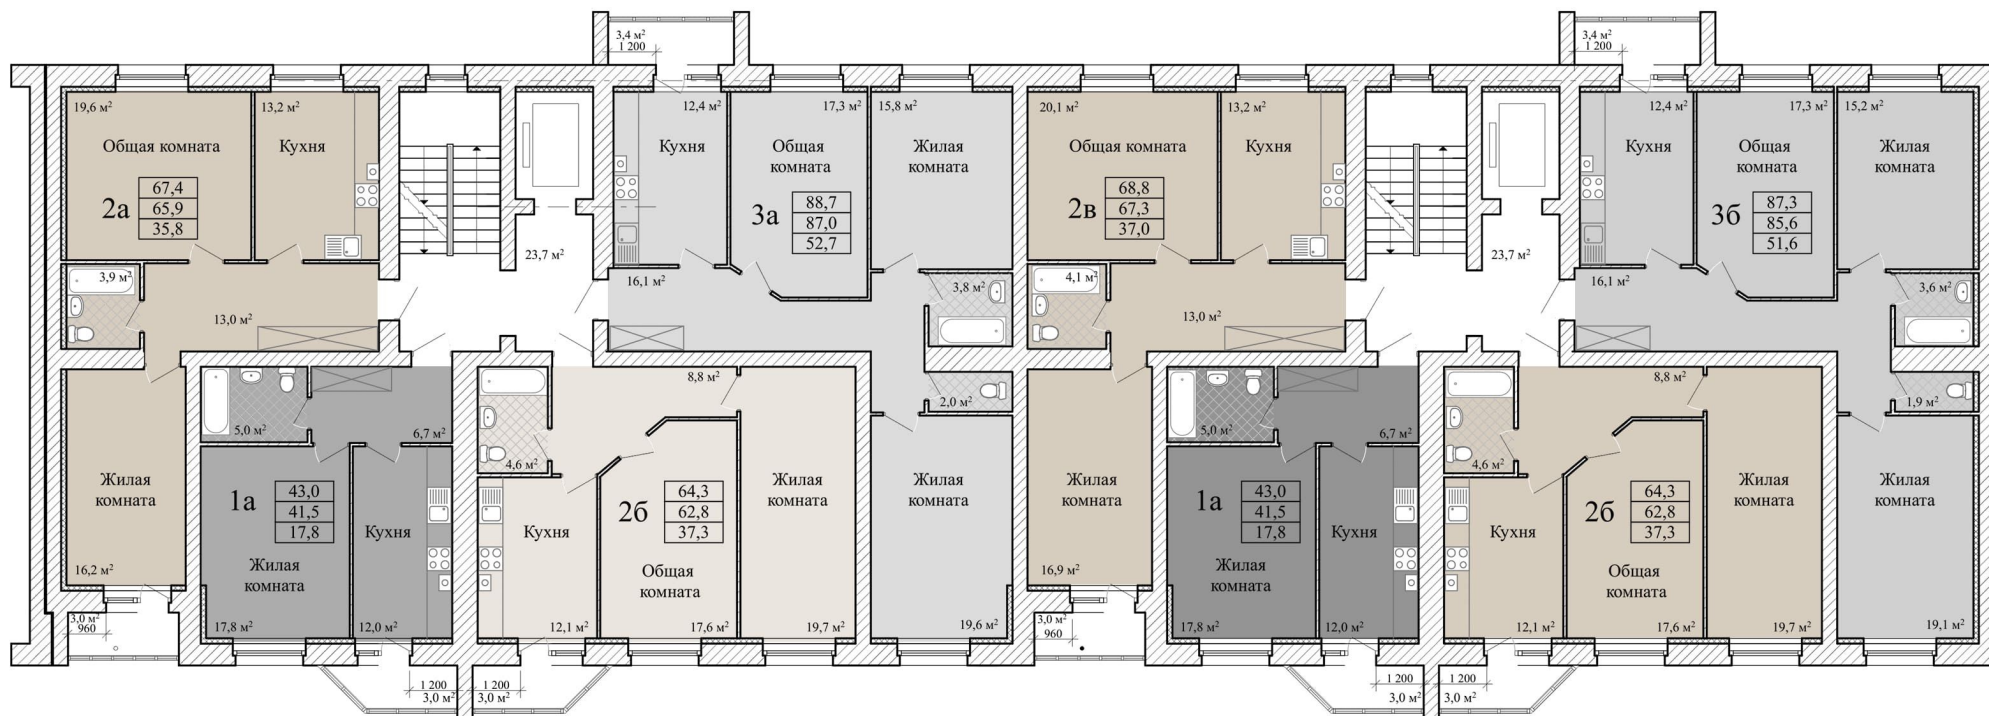 3,4 м²
1 200
3,4 м²
1 200
19,6 м²
Общая комната
2а
67,4
65,9
35,8
13,2 м²
Кухня
3,9 м²
13,0 м²
Жилая
комната
16,2 м²
3,0 м²
960
23,7 м²
5,0 м²
6,7 м²
1а
43,0
41,5
17,8
Жилая
комната
17,8 м²
Кухня
12,0 м²
1 200
3,0 м²
12,4 м²
Кухня
17,3 м²
Общая
комната
3а
88,7
87,0
52,7
15,8 м²
Жилая
комната
16,1 м²
3,8 м²
2,0 м²
Жилая
комната
19,6 м²
8,8 м²
4,6 м²
Кухня
12,1 м²
2б
64,3
62,8
37,3
Общая
комната
17,6 м²
Жилая
комната
19,7 м²
1 200
3,0 м²
20,1 м²
Общая комната
2в
68,8
67,3
37,0
13,2 м²
Кухня
4,1 м²
13,0 м²
Жилая
комната
16,9 м²
3,0 м²
960
23,7 м²
5,0 м²
6,7 м²
1а
43,0
41,5
17,8
Жилая
комната
17,8 м²
Кухня
12,0 м²
1 200
3,0 м²
12,4 м²
Кухня
17,3 м²
Общая
комната
3б
87,3
85,6
51,6
15,2 м²
Жилая
комната
16,1 м²
3,6 м²
1,9 м²
Жилая
комната
19,1 м²
8,8 м²
4,6 м²
Кухня
12,1 м²
2б
64,3
62,8
37,3
Общая
комната
17,6 м²
Жилая
комната
19,7 м²
1 200
3,0 м²